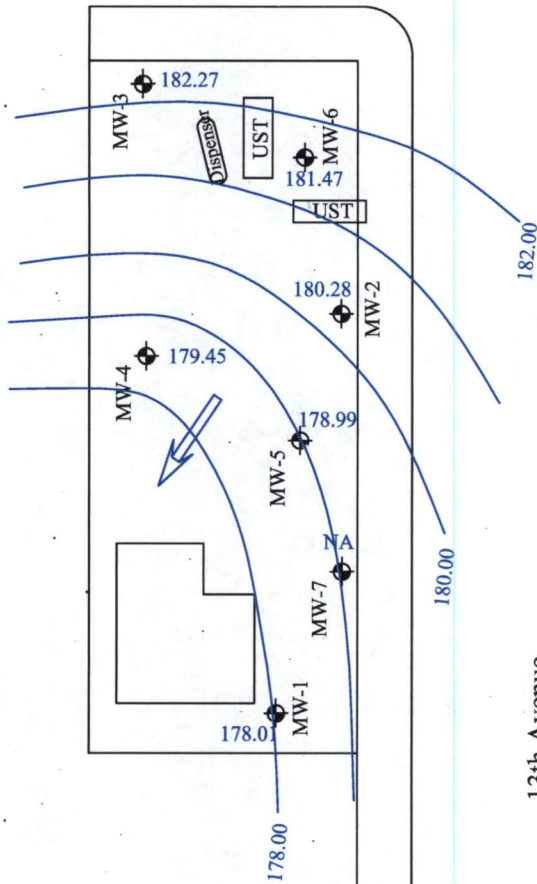 182.27
MW-3
Dispenser
UST
MW-6
181.47
UST
182.00
180.28
MW-2
MW-4
179.45
178.99
MW-5
NA
MW-7
180.00
MW-1
178.01
178.00
13th Avenue